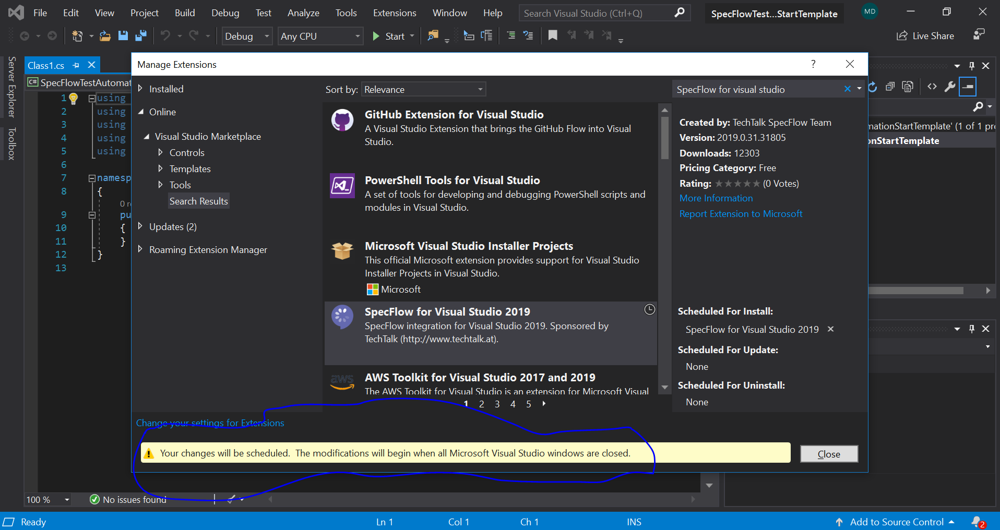 File Edit View Project Build Debug Test Analyze Tools Extensions Window Help Search Visual Studio (Ctrl+Q) SpecFlowTest...StartTemplate MD
Debug Any CPU Start Live Share
Server Explorer
Toolbox
Class1.cs
C# SpecFlowTestAutomat
1 using
2 using
3 using
4 using
5 using
6
7 namesp
8 {
0 re
9 pu
10 {
11 }
12 }
13
Manage Extensions ?
Installed
Online
Visual Studio Marketplace
Controls
Templates
Tools
Search Results
Updates (2)
Roaming Extension Manager
Sort by: Relevance
GitHub Extension for Visual Studio
A Visual Studio Extension that brings the GitHub Flow into Visual
Studio.
PowerShell Tools for Visual Studio
A set of tools for developing and debugging PowerShell scripts and
modules in Visual Studio.
Microsoft Visual Studio Installer Projects
This official Microsoft extension provides support for Visual Studio
Installer Projects in Visual Studio.
Microsoft
SpecFlow for Visual Studio 2019
SpecFlow integration for Visual Studio 2019. Sponsored by
TechTalk (http://www.techtalk.at).
aws
AWS Toolkit for Visual Studio 2017 and 2019
The AWS Toolkit for Visual Studio is an extension for Microsoft Visual
1 2 3 4 5
SpecFlow for visual studio
Created by: TechTalk SpecFlow Team
Version: 2019.0.31.31805
Downloads: 12303
Pricing Category: Free
Rating: (0 Votes)
More Information
Report Extension to Microsoft
Scheduled For Install:
SpecFlow for Visual Studio 2019
Scheduled For Update:
None
Scheduled For Uninstall:
None
mationStartTemplate' (1 of 1 pr
onStartTemplate
Change your settings for Extensions
Your changes will be scheduled.  The modifications will begin when all Microsoft Visual Studio windows are closed.
Close
100 % No issues found
Ready Ln 1 Col 1 Ch 1 INS Add to Source Control 2